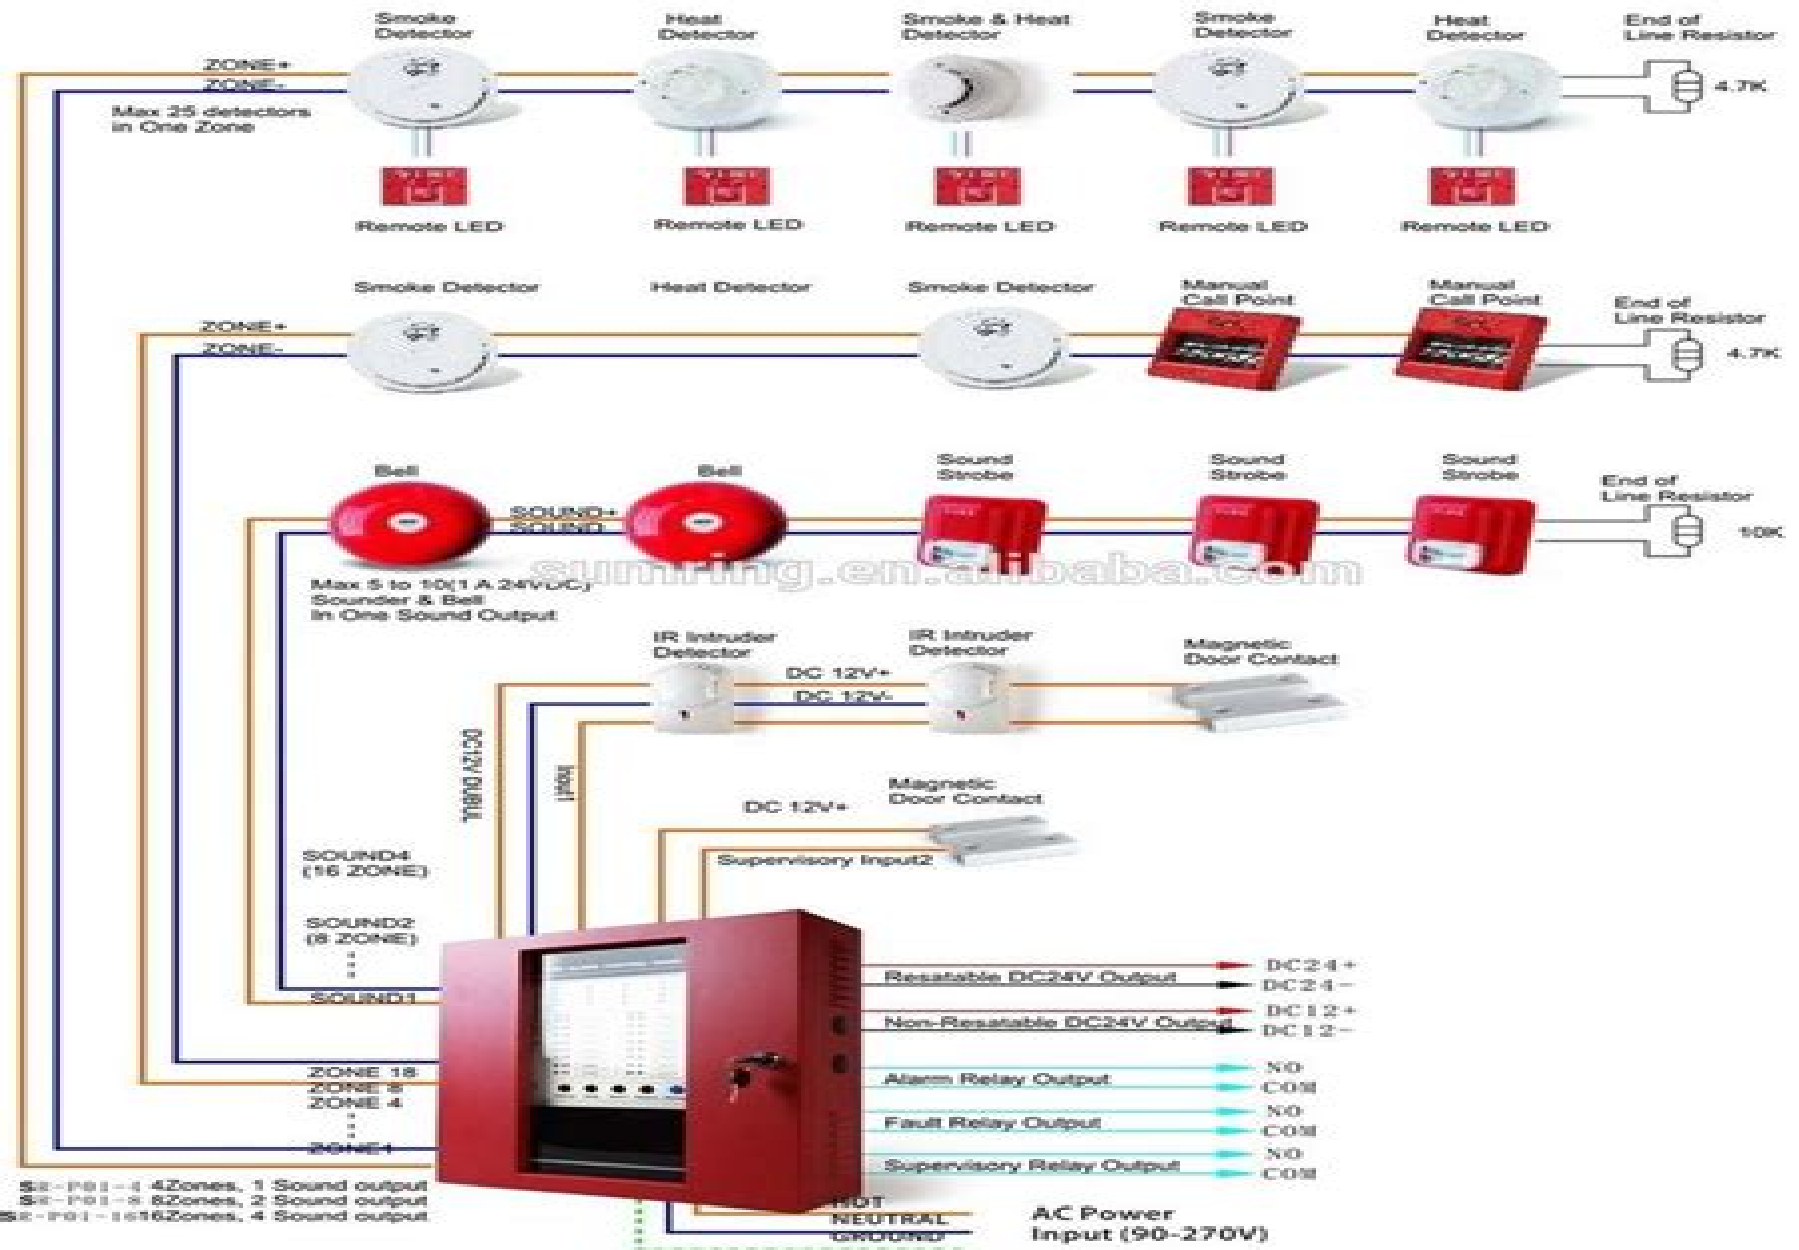 Smoke
Detector
Heat
Detector
Smoke & Heat
Detector
Smoke
Detector
Heat
Detector
End of
Line Resistor
ZONE+
ZONE-
4.7K
Max 25 detectors
in One Zone
Remote LED
Remote LED
Remote LED
Remote LED
Remote LED
Smoke Detector
Heat Detector
Smoke Detector
Manual
Call Point
Manual
Call Point
End of
Line Resistor
ZONE+
ZONE-
4.7K
Bell
Bell
Sound
Strobe
Sound
Strobe
Sound
Strobe
End of
Line Resistor
SOUND+
SOUND
10K
sumring.en.alibaba.com
Max 5 to 10(1A.24VDC)
Sounder & Bell
In One Sound Output
IR Intruder
Detector
IR Intruder
Detector
Magnetic
Door Contact
DC 12V+
DC 12V-
DC12V
Input1
Magnetic
Door Contact
DC 12V+
Supervisory Input2
SOUND4
(16 ZONE)
SOUND2
(8 ZONE)
SOUND1
Resatable DC24V Output
DC24+
DC24-
Non-Resatable DC24V Output
DC12+
DC12-
Alarm Relay Output
NO
COM
Fault Relay Output
NO
COM
Supervisory Relay Output
NO
COM
ZONE 18
ZONE 8
ZONE 4
ZONE1
4Zones, 1 Sound output
8Zones, 2 Sound output
16Zones, 4 Sound output
HOT
NEUTRAL
GROUND
AC Power
Input (90-270V)